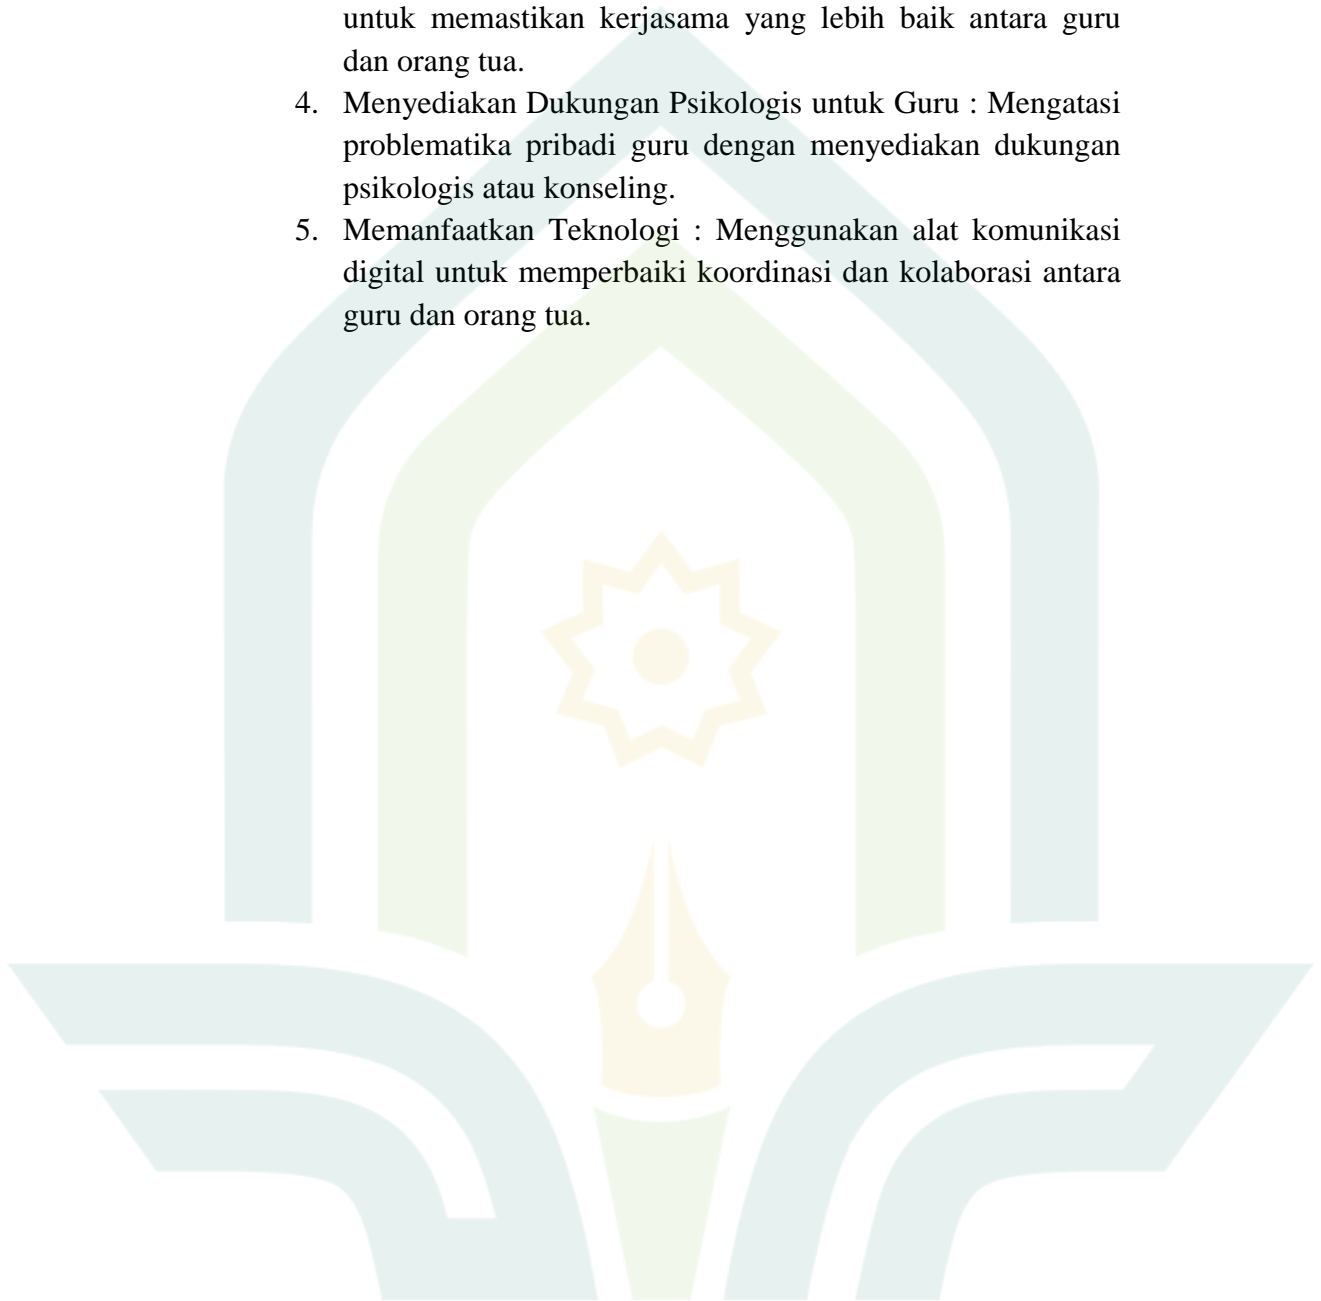 untuk memastikan kerjasama yang lebih baik antara guru
dan orang tua.
4. Menyediakan Dukungan Psikologis untuk Guru : Mengatasi
problematika pribadi guru dengan menyediakan dukungan
psikologis atau konseling.
5. Memanfaatkan Teknologi : Menggunakan alat komunikasi
digital untuk memperbaiki koordinasi dan kolaborasi antara
guru dan orang tua.